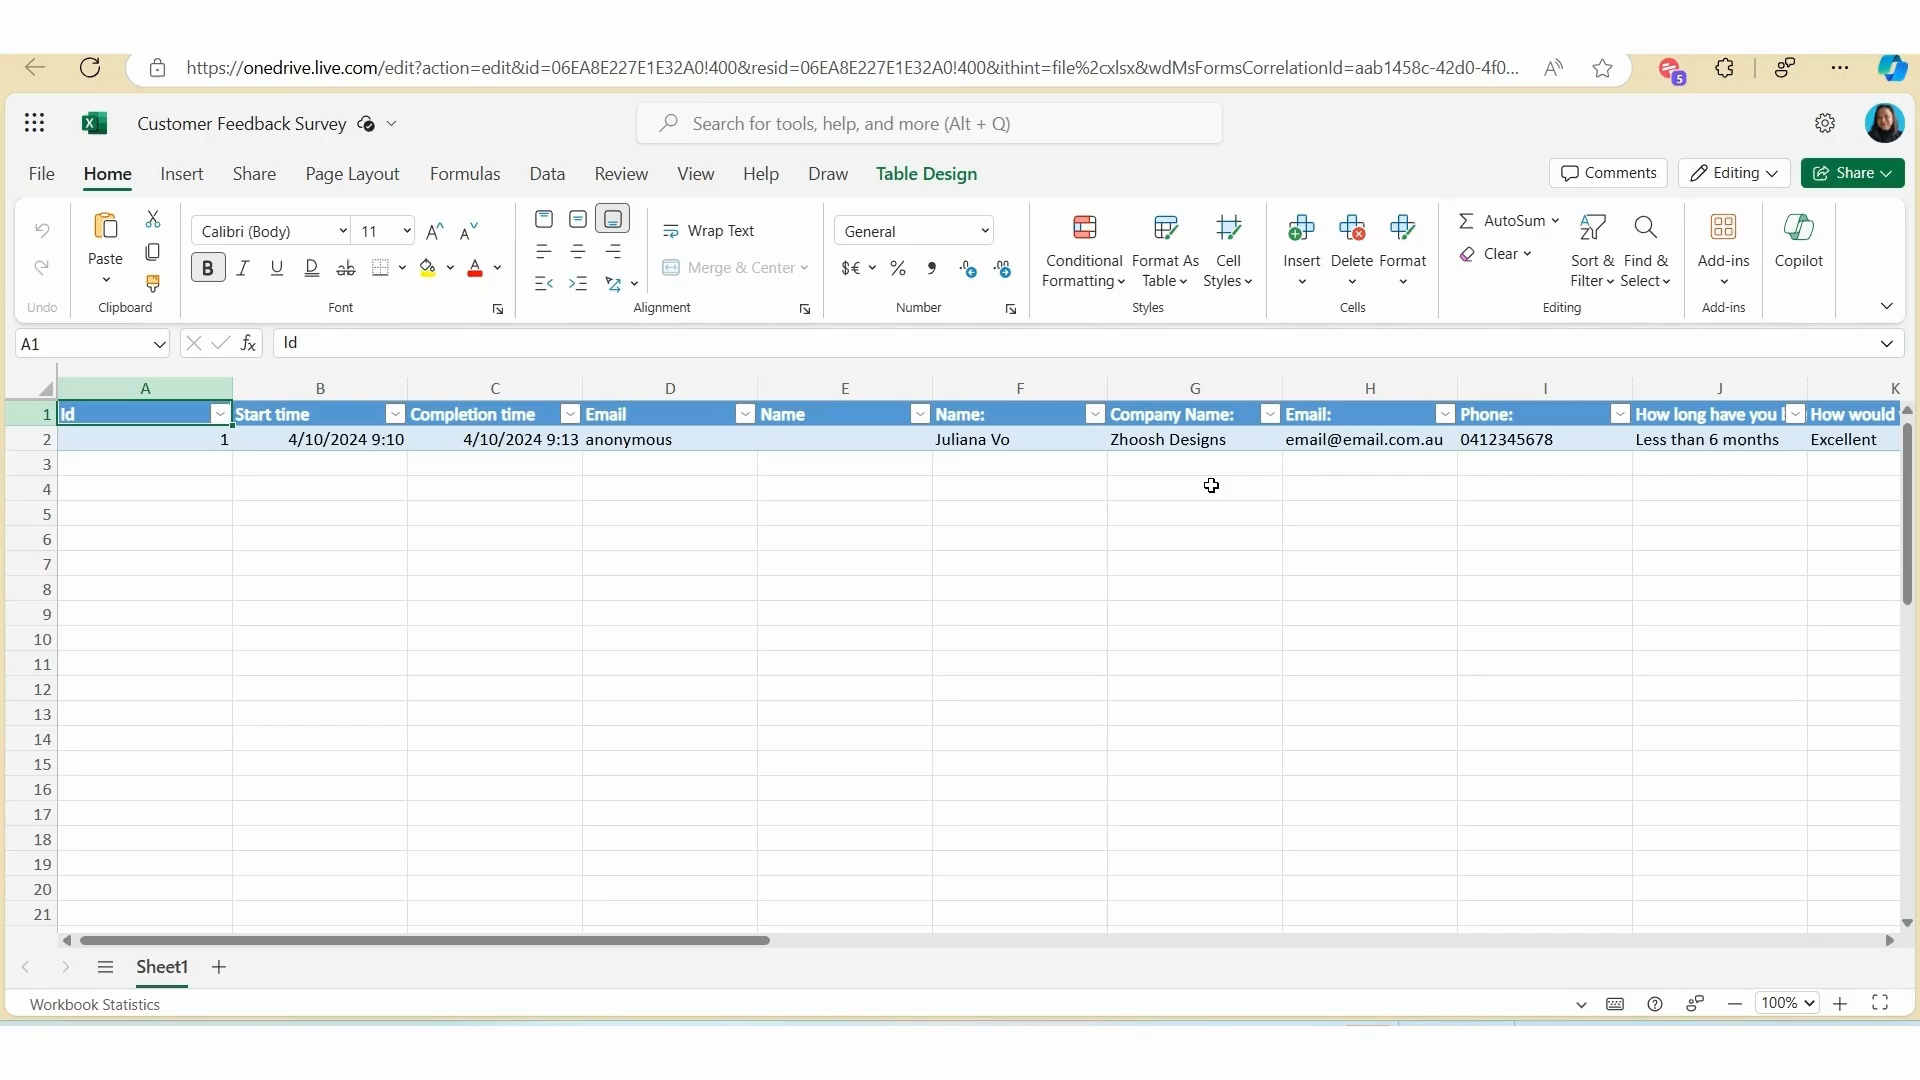 https://onedrive.live.com/edit?action=edit&id=06EA8E227E1E32A0!400&resid=06EA8E227E1E32A0!400&ithint=file%2cxlsx&wdMsFormsCorrelationId=aab1458c-42d0-4f0...
5
Customer Feedback Survey
Search for tools, help, and more (Alt + Q)
File Home Insert Share Page Layout Formulas Data Review View Help Draw Table Design
Comments Editing Share
Calibri (Body) 11
Wrap Text
General
AutoSum
Paste
Merge & Center
Clear
Conditional Formatting
Format As Table
Cell Styles
Insert Delete Format
Sort & Filter
Find & Select
Add-ins
Copilot
Undo Clipboard Font Alignment Number Styles Cells Editing Add-ins
A1 fx Id
A B C D E F G H I J K
1 Id Start time Completion time Email Name Name: Company Name: Email: Phone: How long have you How would
2 1 4/10/2024 9:10 4/10/2024 9:13 anonymous Juliana Vo Zhoosh Designs email@email.com.au 0412345678 Less than 6 months Excellent
3
4
5
6
7
8
9
10
11
12
13
14
15
16
17
18
19
20
21
Sheet1
Workbook Statistics
100%